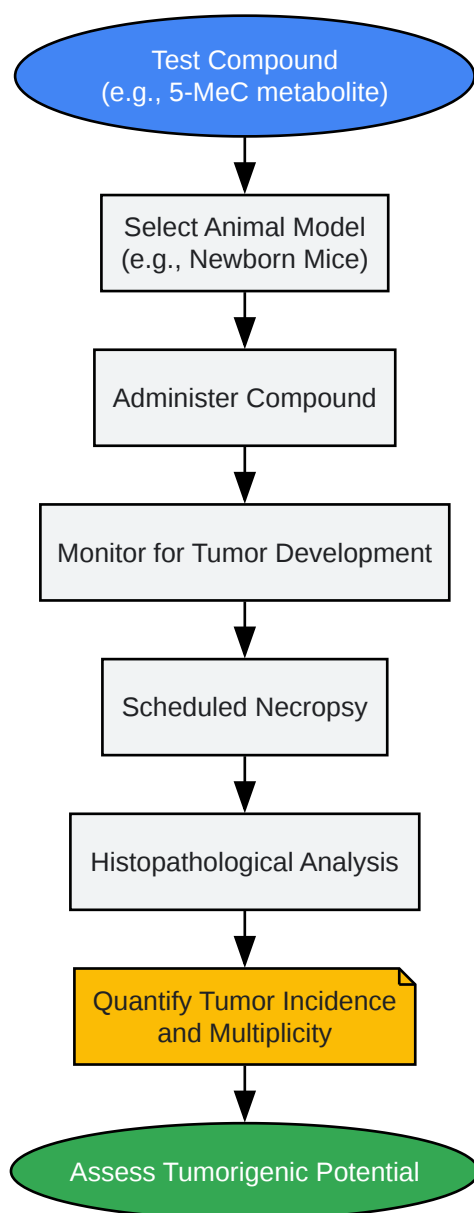 Test Compound
(e.g., 5-MeC metabolite)
Select Animal Model
(e.g., Newborn Mice)
Administer Compound
Monitor for Tumor Development
Scheduled Necropsy
Histopathological Analysis
Quantify Tumor Incidence
and Multiplicity
Assess Tumorigenic Potential